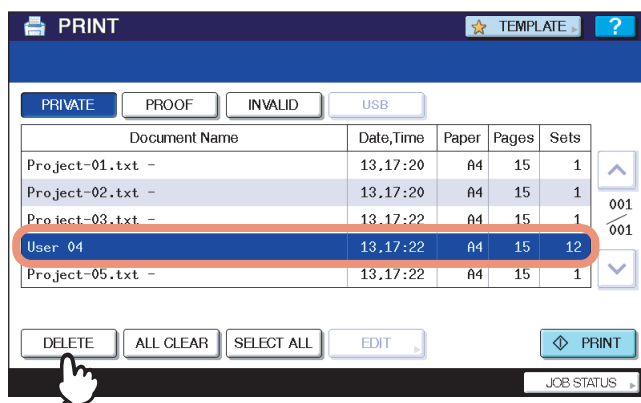 PRINT TEMPLATE ?
PRIVATE PROOF INVALID USB
Document Name Date,Time Paper Pages Sets
Project-01.txt - 13,17:20 A4 15 1
Project-02.txt - 13,17:20 A4 15 1
Project-03.txt - 13,17:22 A4 15 1
User 04 13,17:22 A4 15 12
Project-05.txt - 13,17:22 A4 15 1
001
001
DELETE ALL CLEAR SELECT ALL EDIT PRINT
JOB STATUS